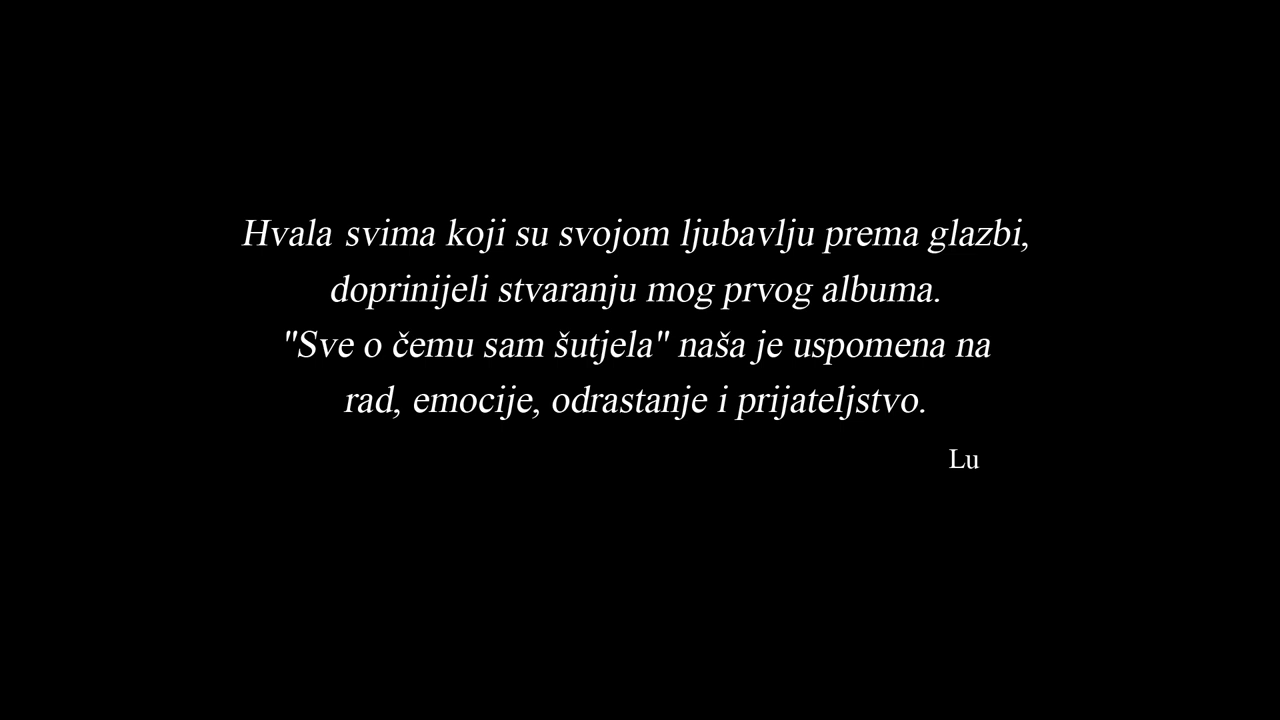 Hvala svima koji su svojom ljubavlju prema glazbi,
doprinijeli stvaranju mog prvog albuma.
"Sve o čemu sam šutjela" naša je uspomena na
rad, emocije, odrastanje i prijateljstvo.
Lu